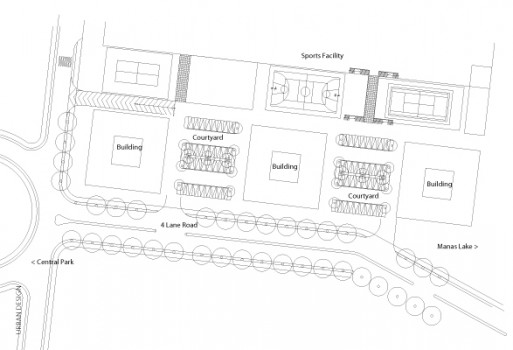 Sports Facility
Courtyard
Building
Building
Building
Courtyard
4 Lane Road
Manas Lake >
< Central Park
URBAN DESIGN